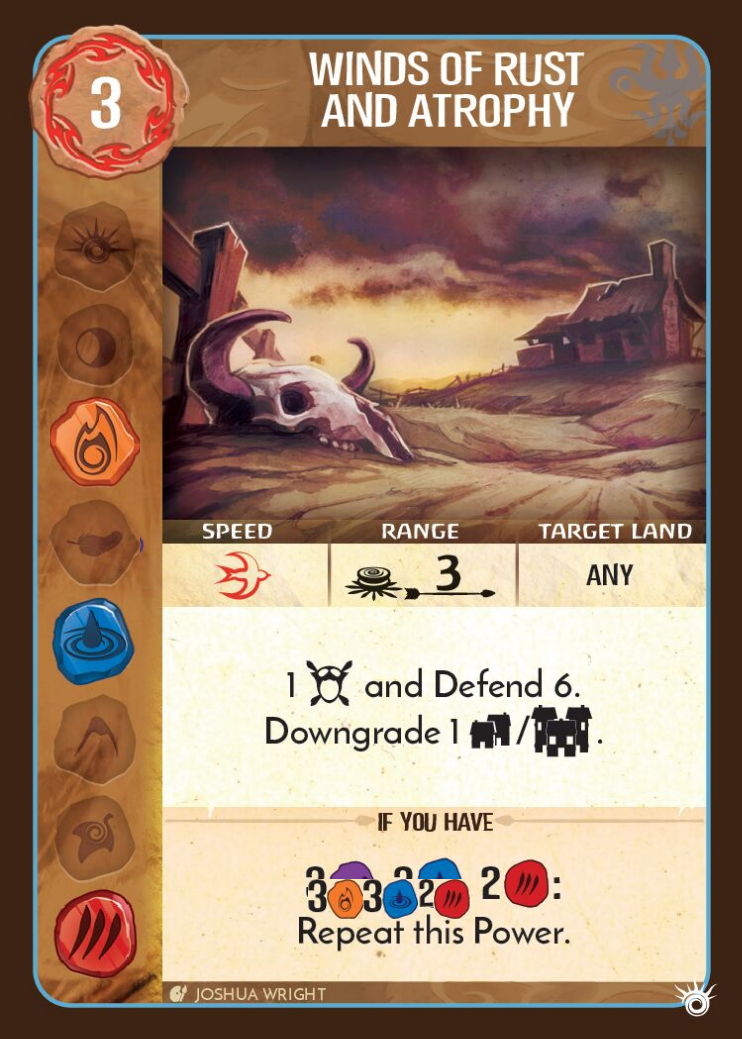 3
WINDS OF RUST
AND ATROPHY
SPEED RANGE TARGET LAND
3 ANY
1 and Defend 6.
Downgrade 1 / .
IF YOU HAVE
3 3 2 2 :
Repeat this Power.
JOSHUA WRIGHT